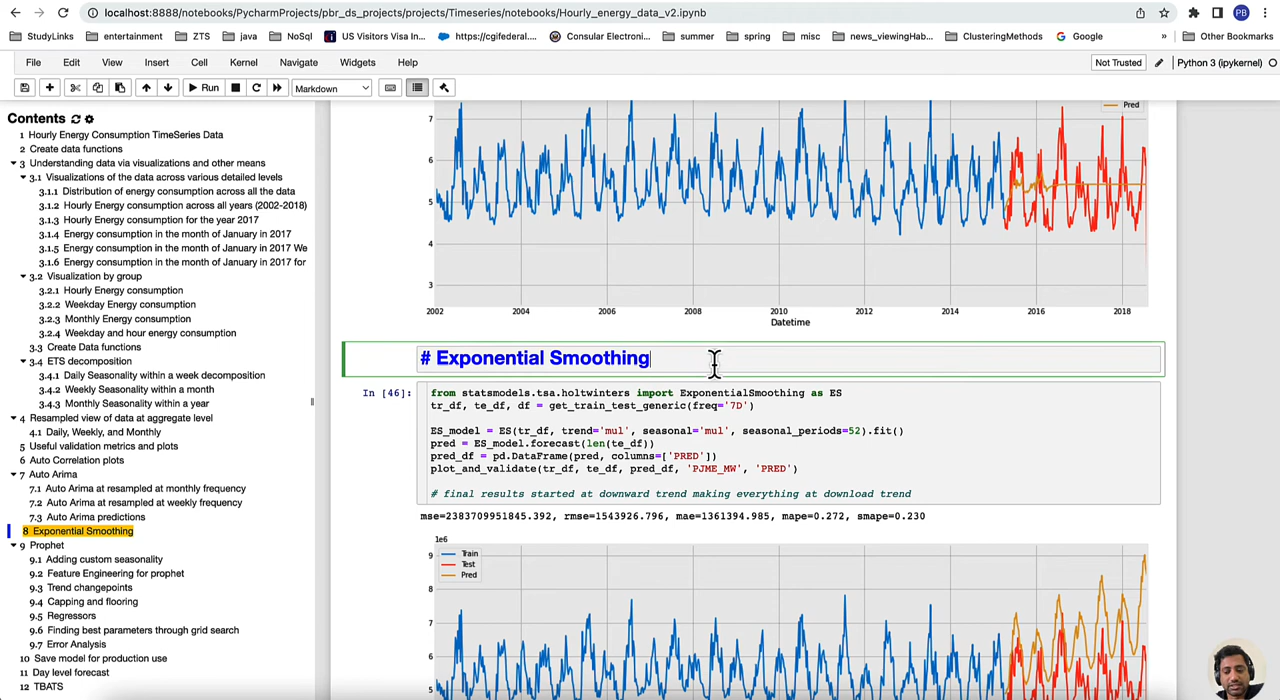 localhost:8888/notebooks/PycharmProjects/pbr_ds_projects/projects/Timeseries/notebooks/Hourly_energy_data_v2.ipynb
PB
StudyLinks entertainment ZTS java NoSql US Visitors Visa In... https://cgifederal.... Consular Electroni... summer spring misc news_viewingHab... ClusteringMethods Google » Other Bookmarks
File Edit View Insert Cell Kernel Navigate Widgets Help Not Trusted Python 3 (ipykernel)
Run Markdown
Contents
1 Hourly Energy Consumption TimeSeries Data
2 Create data functions
3 Understanding data via visualizations and other means
3.1 Visualizations of the data across various detailed levels
3.1.1 Distribution of energy consumption across all the data
3.1.2 Hourly Energy consumption across all years (2002-2018)
3.1.3 Hourly Energy consumption for the year 2017
3.1.4 Energy consumption in the month of January in 2017
3.1.5 Energy consumption in the month of January in 2017 We
3.1.6 Energy consumption in the month of January in 2017 for
3.2 Visualization by group
3.2.1 Hourly Energy consumption
3.2.2 Weekday Energy consumption
3.2.3 Monthly Energy consumption
3.2.4 Weekday and hour energy consumption
3.3 Create Data functions
3.4 ETS decomposition
3.4.1 Daily Seasonality within a week decomposition
3.4.2 Weekly Seasonality within a month
3.4.3 Monthly Seasonality within a year
4 Resampled view of data at aggregate level
4.1 Daily, Weekly, and Monthly
5 Useful validation metrics and plots
6 Auto Correlation plots
7 Auto Arima
7.1 Auto Arima at resampled at monthly frequency
7.2 Auto Arima at resampled at weekly frequency
7.3 Auto Arima predictions
8 Exponential Smoothing
9 Prophet
9.1 Adding custom seasonality
9.2 Feature Engineering for prophet
9.3 Trend changepoints
9.4 Capping and flooring
9.5 Regressors
9.6 Finding best parameters through grid search
9.7 Error Analysis
10 Save model for production use
11 Day level forecast
12 TBATS
Pred
7
6
5
4
3
2002 2004 2006 2008 2010 2012 2014 2016 2018
Datetime
# Exponential Smoothing
In [46]:
from statsmodels.tsa.holtwinters import ExponentialSmoothing as ES
tr_df, te_df, df = get_train_test_generic(freq='7D')
ES_model = ES(tr_df, trend='mul', seasonal='mul', seasonal_periods=52).fit()
pred = ES_model.forecast(len(te_df))
pred_df = pd.DataFrame(pred, columns=['PRED'])
plot_and_validate(tr_df, te_df, pred_df, 'PJME_MW', 'PRED')
# final results started at downward trend making everything at download trend
mse=2383709951845.392, rmse=1543926.796, mae=1361394.985, mape=0.272, smape=0.230
1e6
9
Train
Test
Pred
8
7
6
5